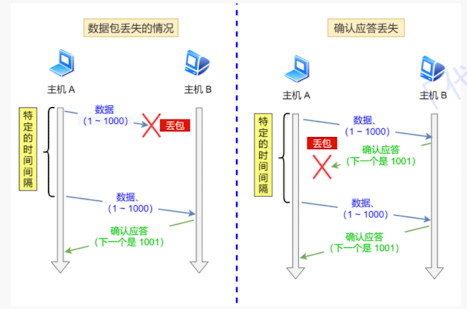 数据包丢失的情况
主机 A
主机 B
特定的时间间隔
数据
（1 ~ 1000）
丢包
数据、
（1 ~ 1000）
确认应答
（下一个是 1001）
确认应答丢失
主机 A
主机 B
特定的时间间隔
数据、
（1 ~ 1000）
丢包
确认应答
（下一个是 1001）
数据、
（1 ~ 1000）
确认应答
（下一个是 1001）